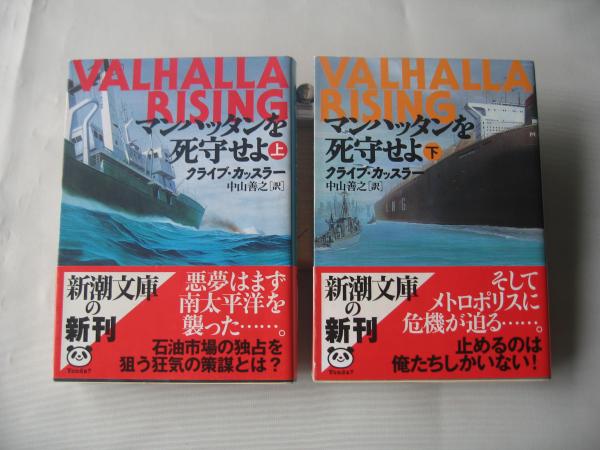 VALHALLA
RISING
マンハッタンを
死守せよ 上
クライブ・カッスラー
中山善之[訳]
新潮文庫
の
新刊
Yonda?
悪夢はまず
南太平洋を
襲った……。
石油市場の独占を
狙う狂気の策謀とは？
VALHALLA
RISING
マンハッタンを
死守せよ 下
クライブ・カッスラー
中山善之[訳]
LNG
新潮文庫
の
新刊
Yonda?
そして
メトロポリスに
危機が迫る……。
止めるのは
俺たちしかいない！